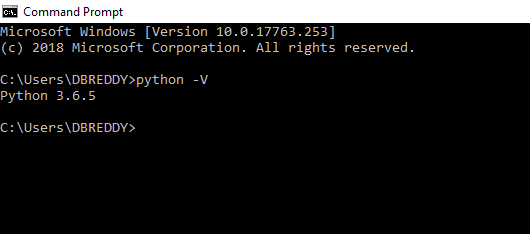 Command Prompt
Microsoft Windows [Version 10.0.17763.253]
(c) 2018 Microsoft Corporation. All rights reserved.
C:\Users\DBREDDY>python -V
Python 3.6.5
C:\Users\DBREDDY>